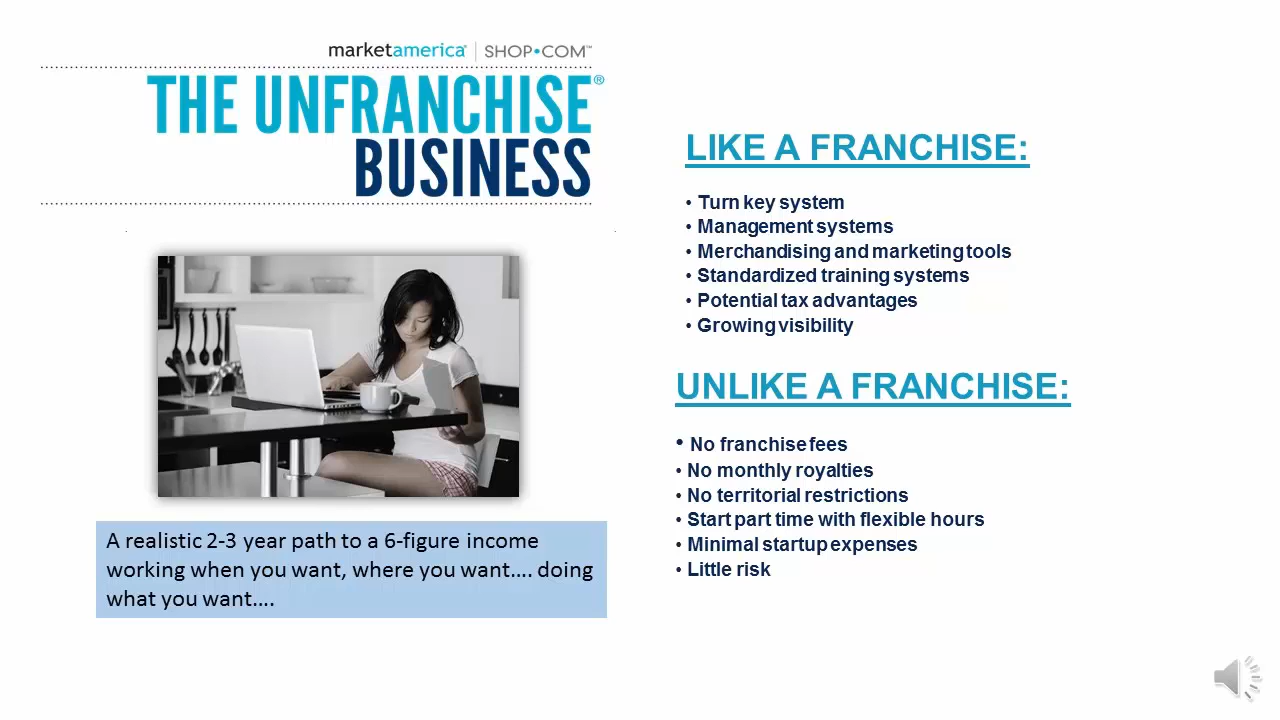 marketamerica® | SHOP•COM™
THE UNFRANCHISE®
BUSINESS
A realistic 2-3 year path to a 6-figure income
working when you want, where you want.... doing
what you want....
LIKE A FRANCHISE:
• Turn key system
• Management systems
• Merchandising and marketing tools
• Standardized training systems
• Potential tax advantages
• Growing visibility
UNLIKE A FRANCHISE:
• No franchise fees
• No monthly royalties
• No territorial restrictions
• Start part time with flexible hours
• Minimal startup expenses
• Little risk